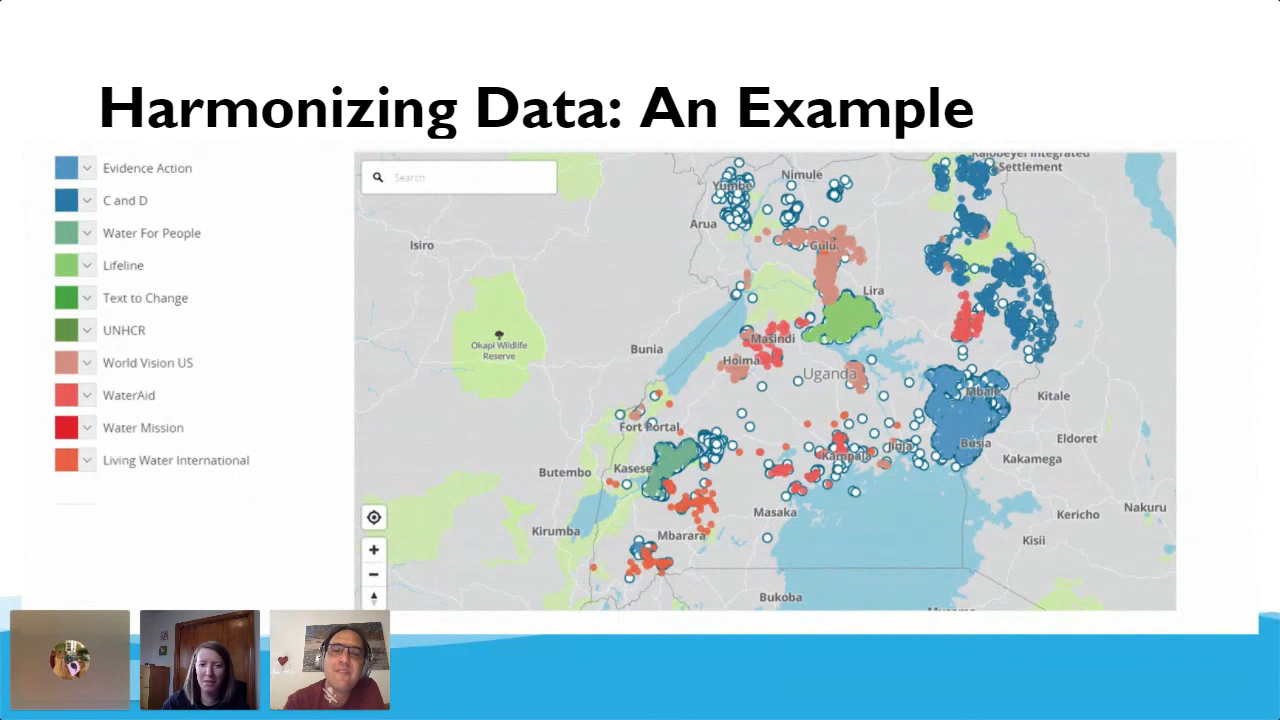 Harmonizing Data: An Example
Evidence Action
C and D
Water For People
Lifeline
Text to Change
UNHCR
World Vision US
WaterAid
Water Mission
Living Water International
Search
Kalobeyei Integrated
Settlement
Nimule
Yumbe
Arua
Gulu
Isiro
Lira
Okapi Wildlife
Reserve
Bunia
Masindi
Hoima
Uganda
Mbale
Kitale
Fort Portal
Eldoret
Busia
Jinja
Kampala
Kakamega
Butembo
Kasese
Nakuru
Kericho
Masaka
Kirumba
Mbarara
Kisii
Bukoba